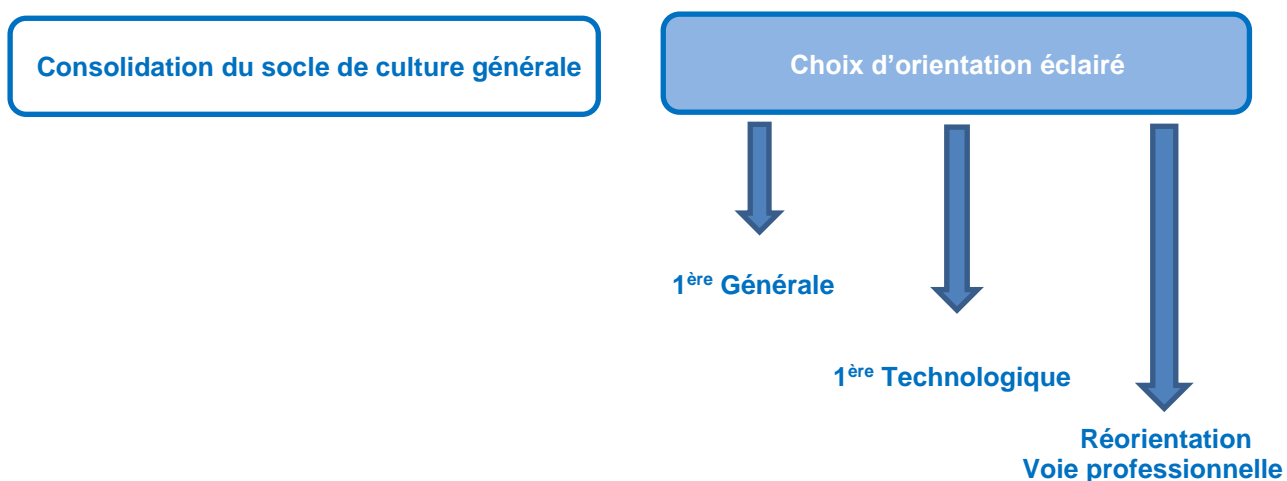 Consolidation du socle de culture générale
Choix d’orientation éclairé
1ère Générale
1ère Technologique
Réorientation
Voie professionnelle